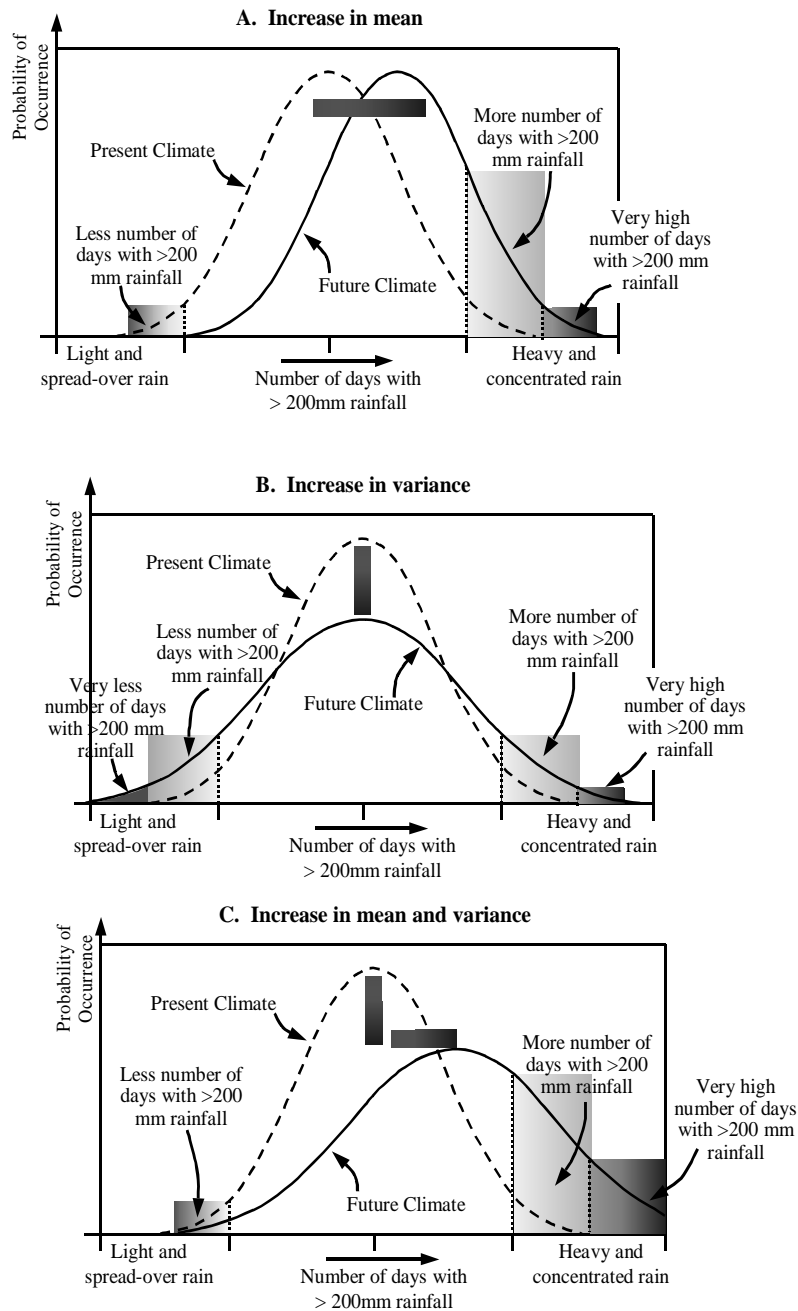 A. Increase in mean
Probability of
Occurrence
Present Climate
More number of
days with >200
mm rainfall
Less number of
days with >200
mm rainfall
Very high
number of days
with >200 mm
rainfall
Future Climate
Light and
spread-over rain
Number of days with
> 200mm rainfall
Heavy and
concentrated rain
B. Increase in variance
Probability of
Occurrence
Present Climate
Less number of
days with >200
mm rainfall
More number of
days with >200
mm rainfall
Very less
number of days
with >200 mm
rainfall
Future Climate
Very high
number of days
with >200 mm
rainfall
Light and
spread-over rain
Number of days with
> 200mm rainfall
Heavy and
concentrated rain
C. Increase in mean and variance
Probability of
Occurrence
Present Climate
More number of
days with >200
mm rainfall
Less number of
days with >200
mm rainfall
Very high
number of days
with >200 mm
rainfall
Future Climate
Light and
spread-over rain
Number of days with
> 200mm rainfall
Heavy and
concentrated rain